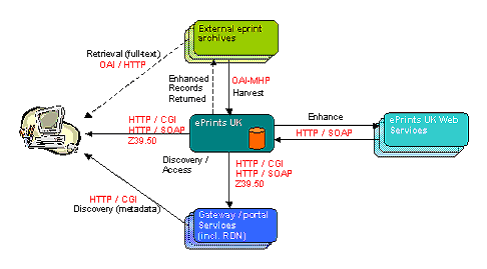 External eprint
archives
Retrieval (full-text)
OAI / HTTP
Enhanced
Records
Returned
OAI-MHP
Harvest
HTTP / CGI
HTTP / SOAP
Z39.50
ePrints UK
Enhance
HTTP / SOAP
ePrints UK Web
Services
Discovery /
Access
HTTP / CGI
HTTP / SOAP
Z39.50
HTTP / CGI
Discovery (metadata)
Gateway / portal
Services
(incl. RDN)